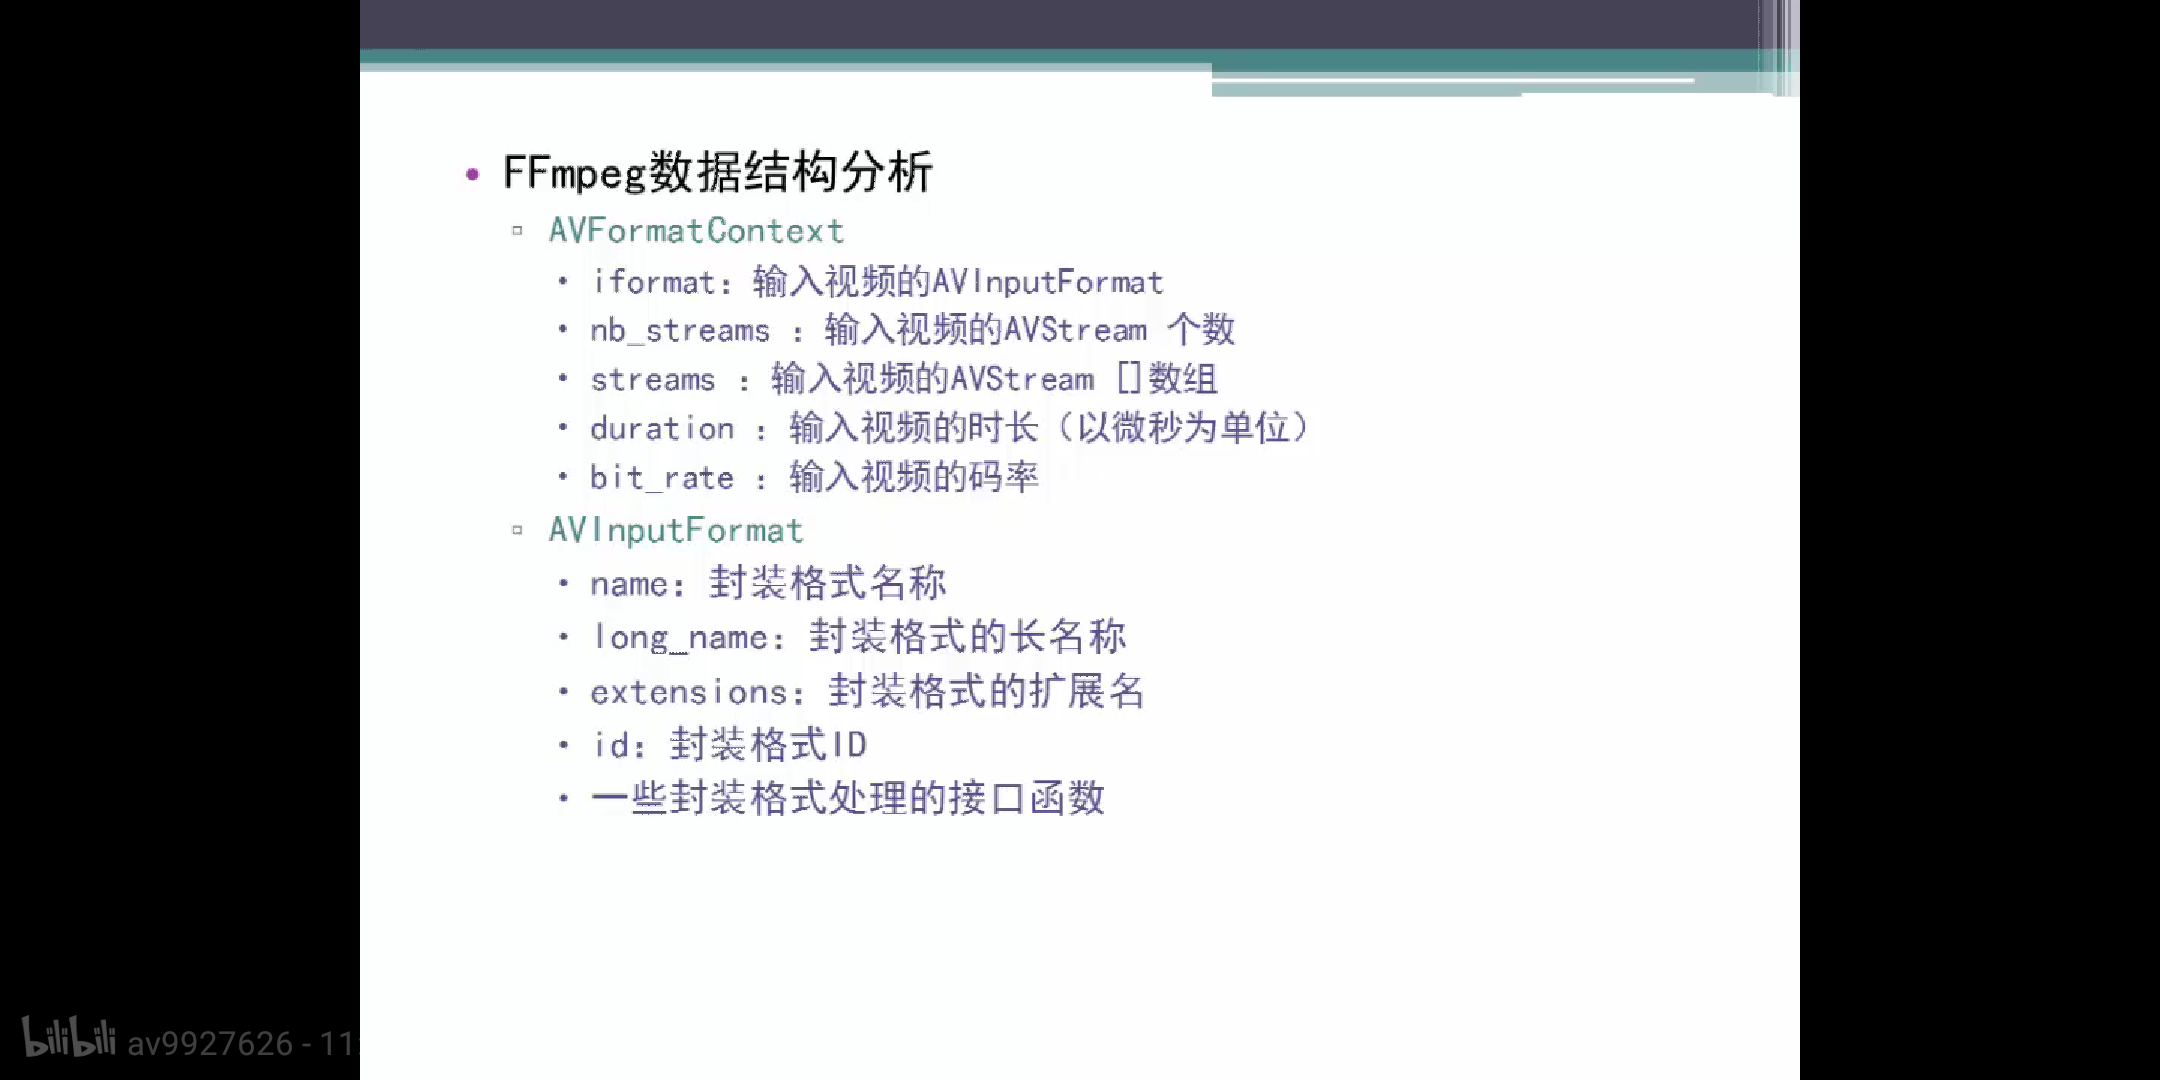 FFmpeg数据结构分析
AVFormatContext
iformat：输入视频的AVInputFormat
nb_streams ：输入视频的AVStream 个数
streams ：输入视频的AVStream []数组
duration ：输入视频的时长（以微秒为单位）
bit_rate ：输入视频的码率
AVInputFormat
name：封装格式名称
long_name：封装格式的长名称
extensions：封装格式的扩展名
id：封装格式ID
一些封装格式处理的接口函数
bilibili av9927626 - 11